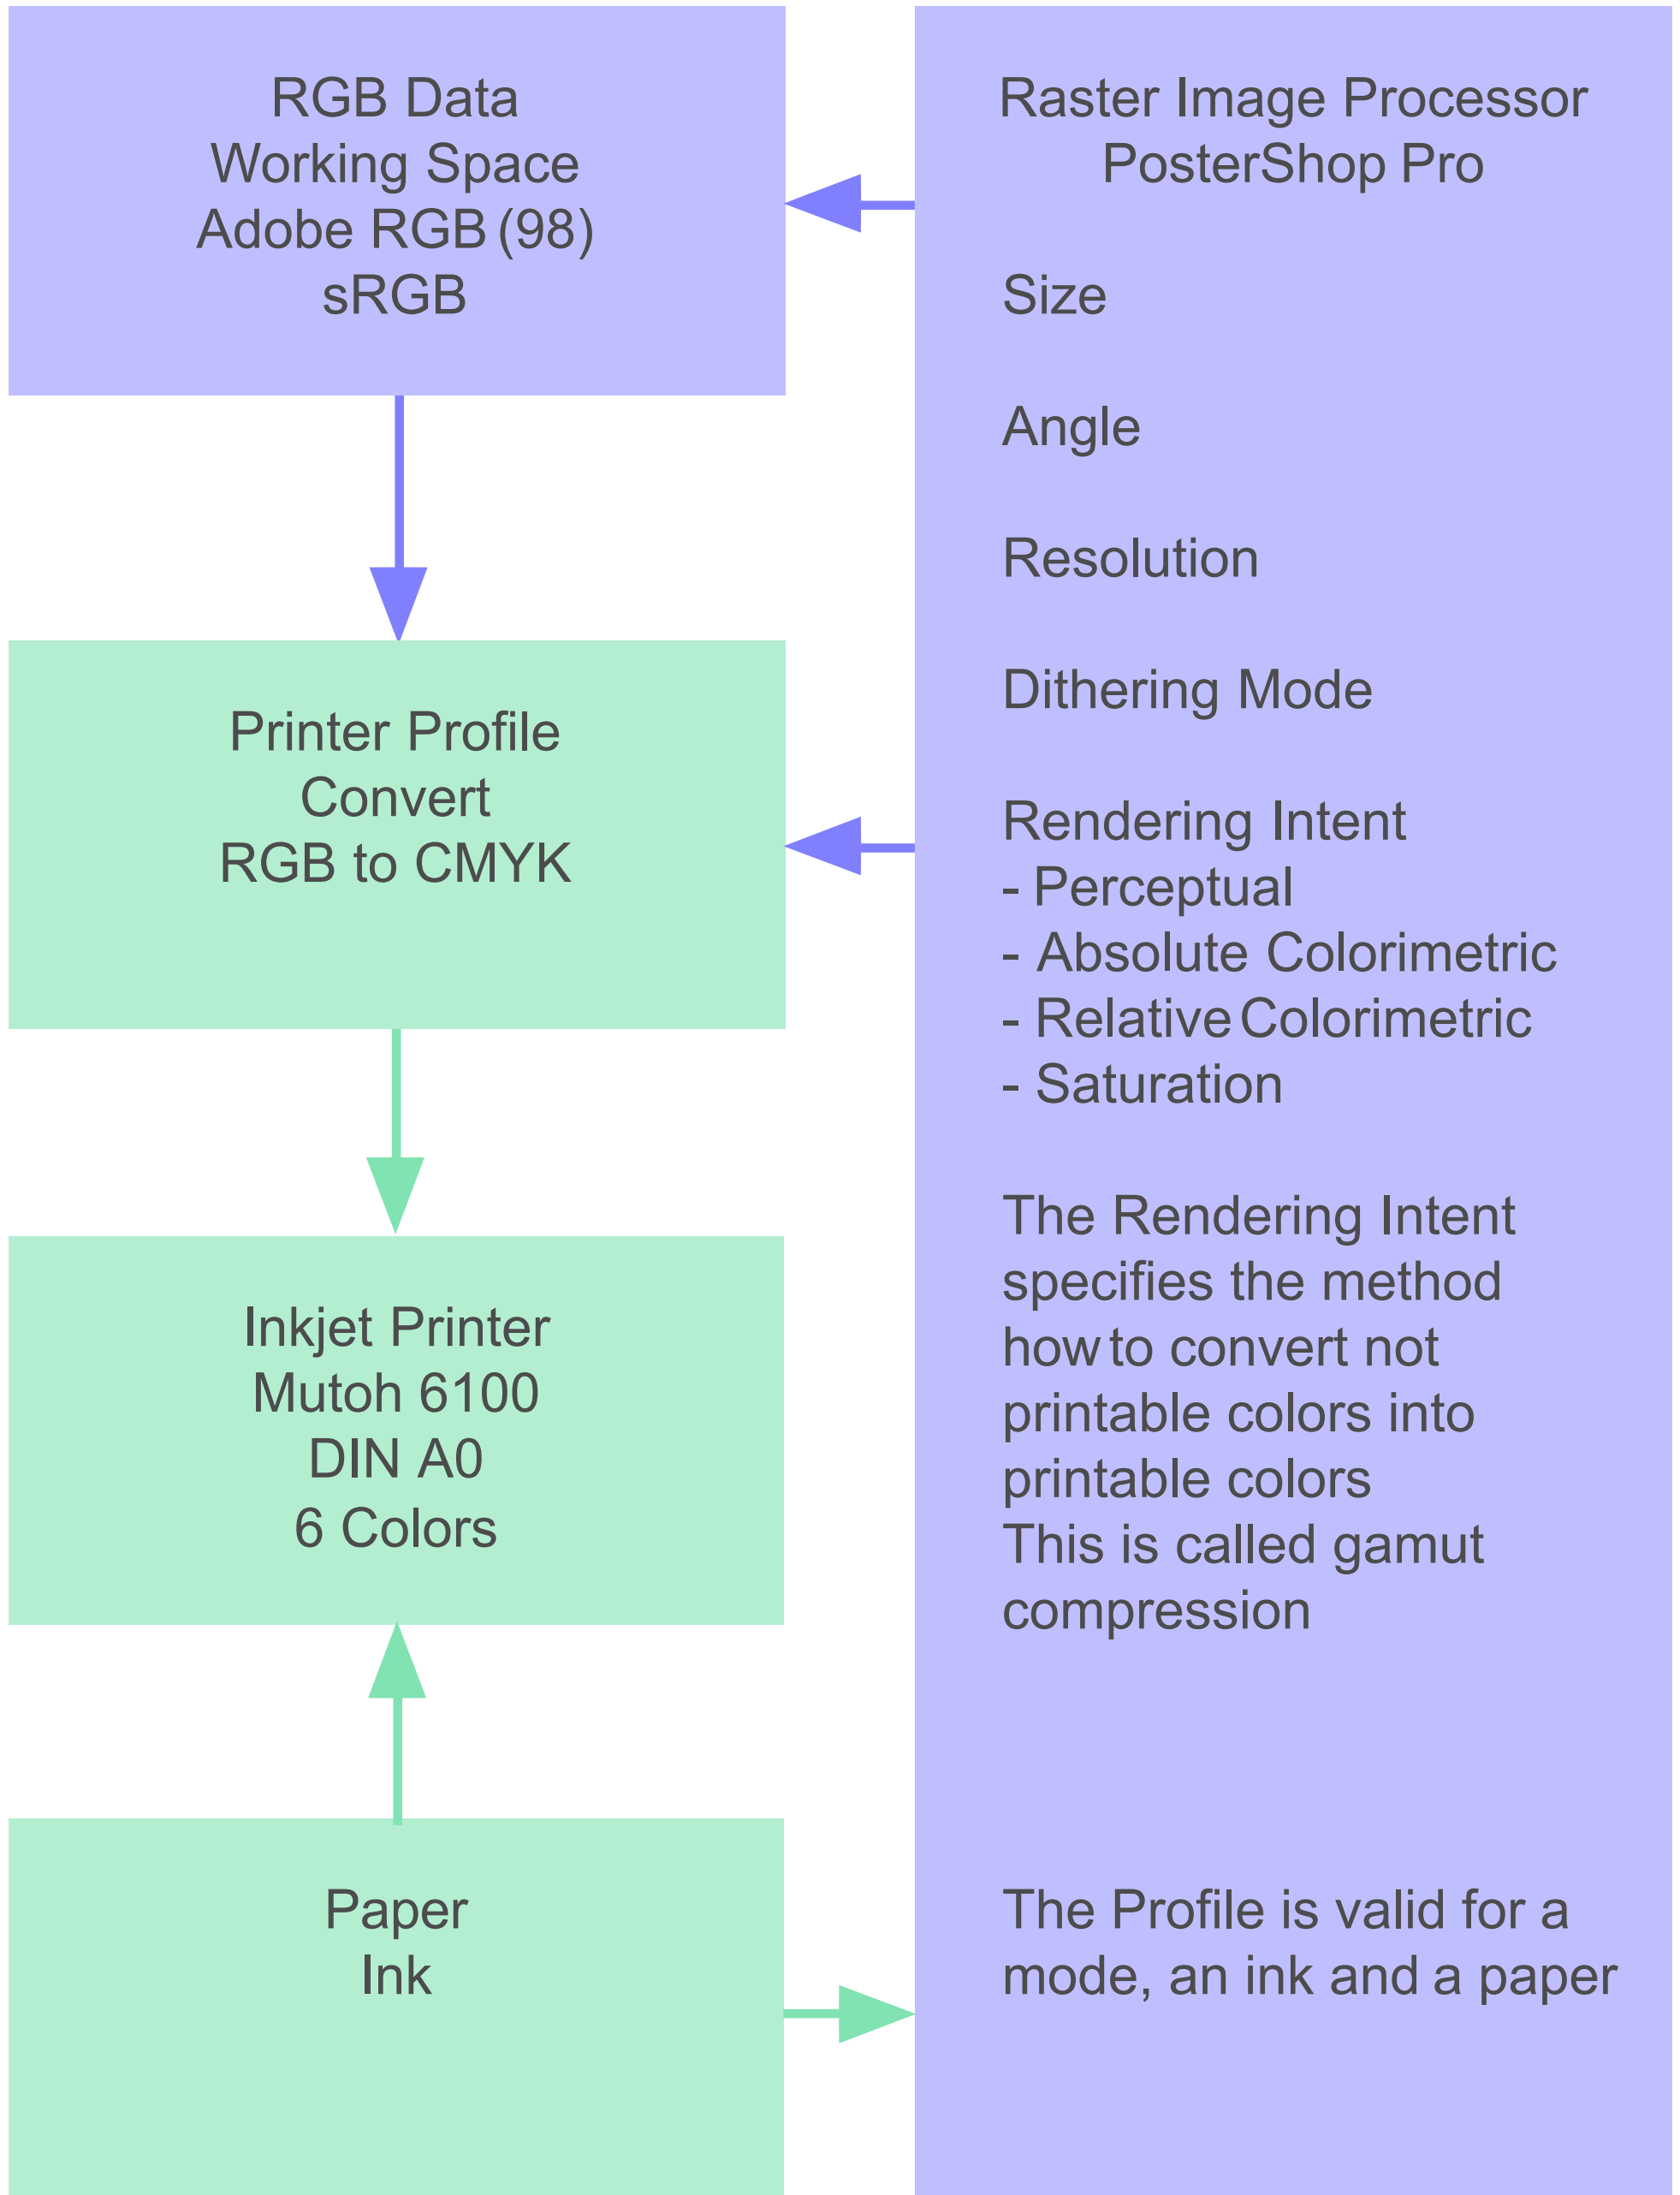 RGB Data
Working Space
Adobe RGB (98)
sRGB
Printer Profile
Convert
RGB to CMYK
Inkjet Printer
Mutoh 6100
DIN A0
6 Colors
Paper
Ink
Raster Image Processor
PosterShop Pro
Size
Angle
Resolution
Dithering Mode
Rendering Intent
- Perceptual
- Absolute Colorimetric
- Relative Colorimetric
- Saturation
The Rendering Intent
specifies the method
how to convert not
printable colors into
printable colors
This is called gamut
compression
The Profile is valid for a
mode, an ink and a paper